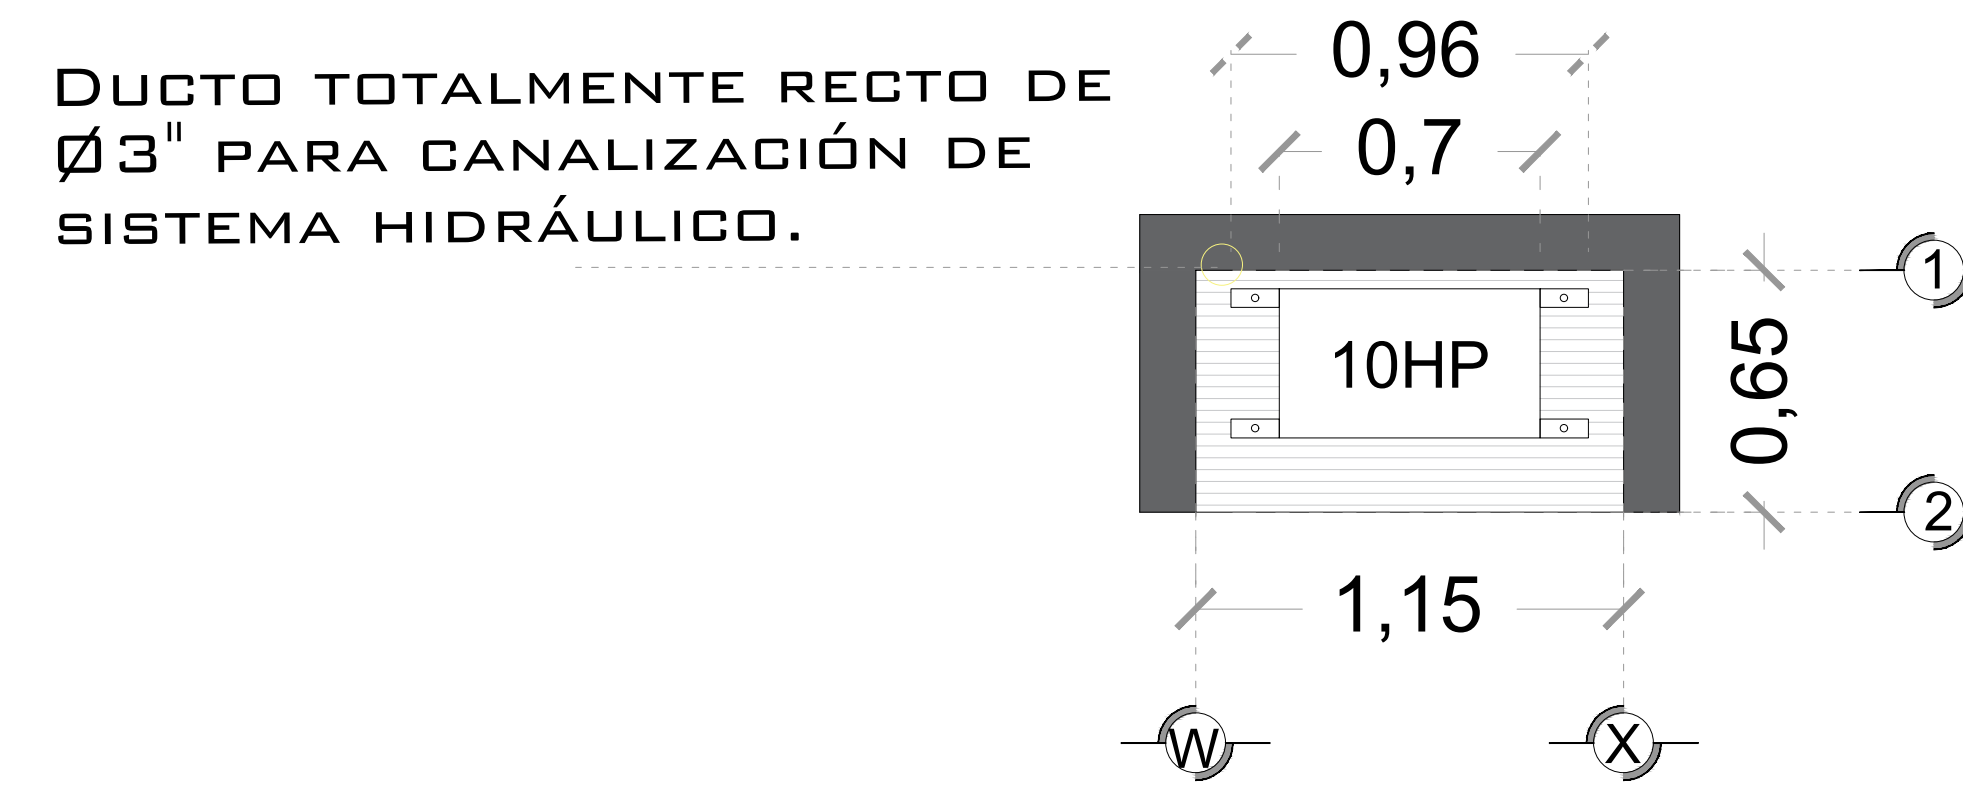 DUCTO TOTALMENTE RECTO DE
Ø3" PARA CANALIZACIÓN DE
SISTEMA HIDRÁULICO.
0,96
0,7
1
10HP
0,65
2
1,15
W
X